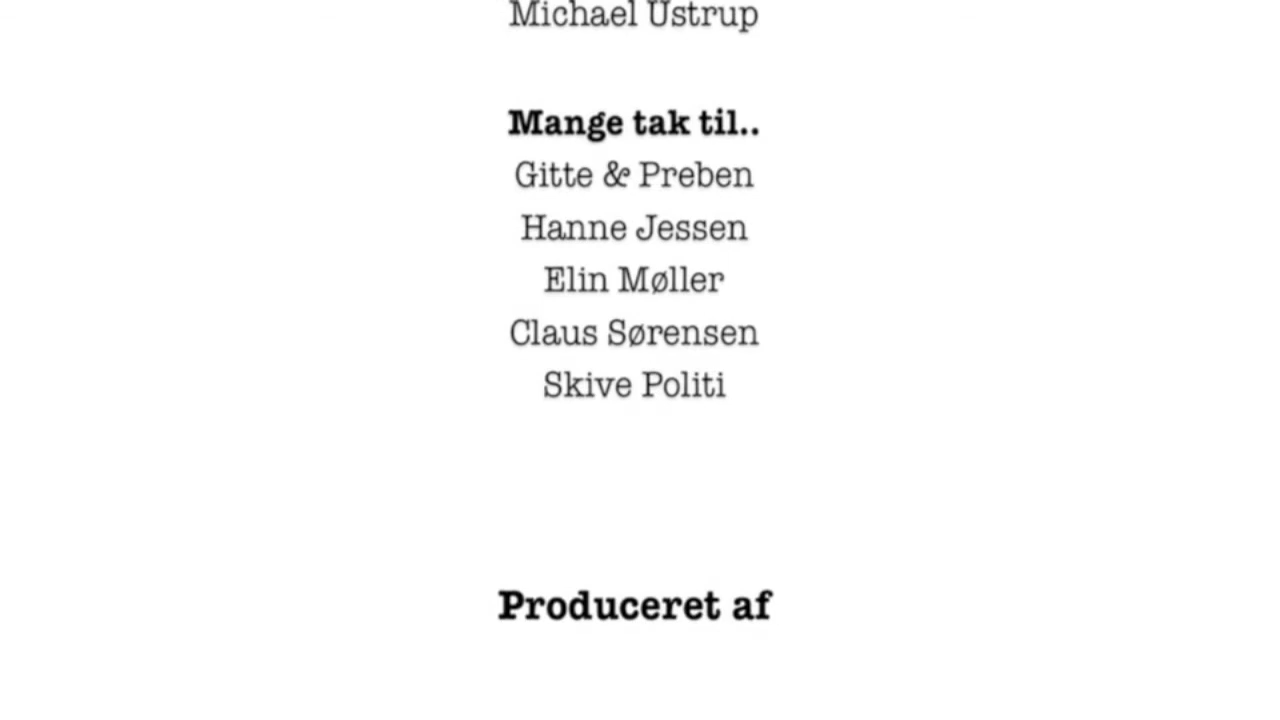 Michael Ustrup
Mange tak til..
Gitte & Preben
Hanne Jessen
Elin Møller
Claus Sørensen
Skive Politi
Produceret af